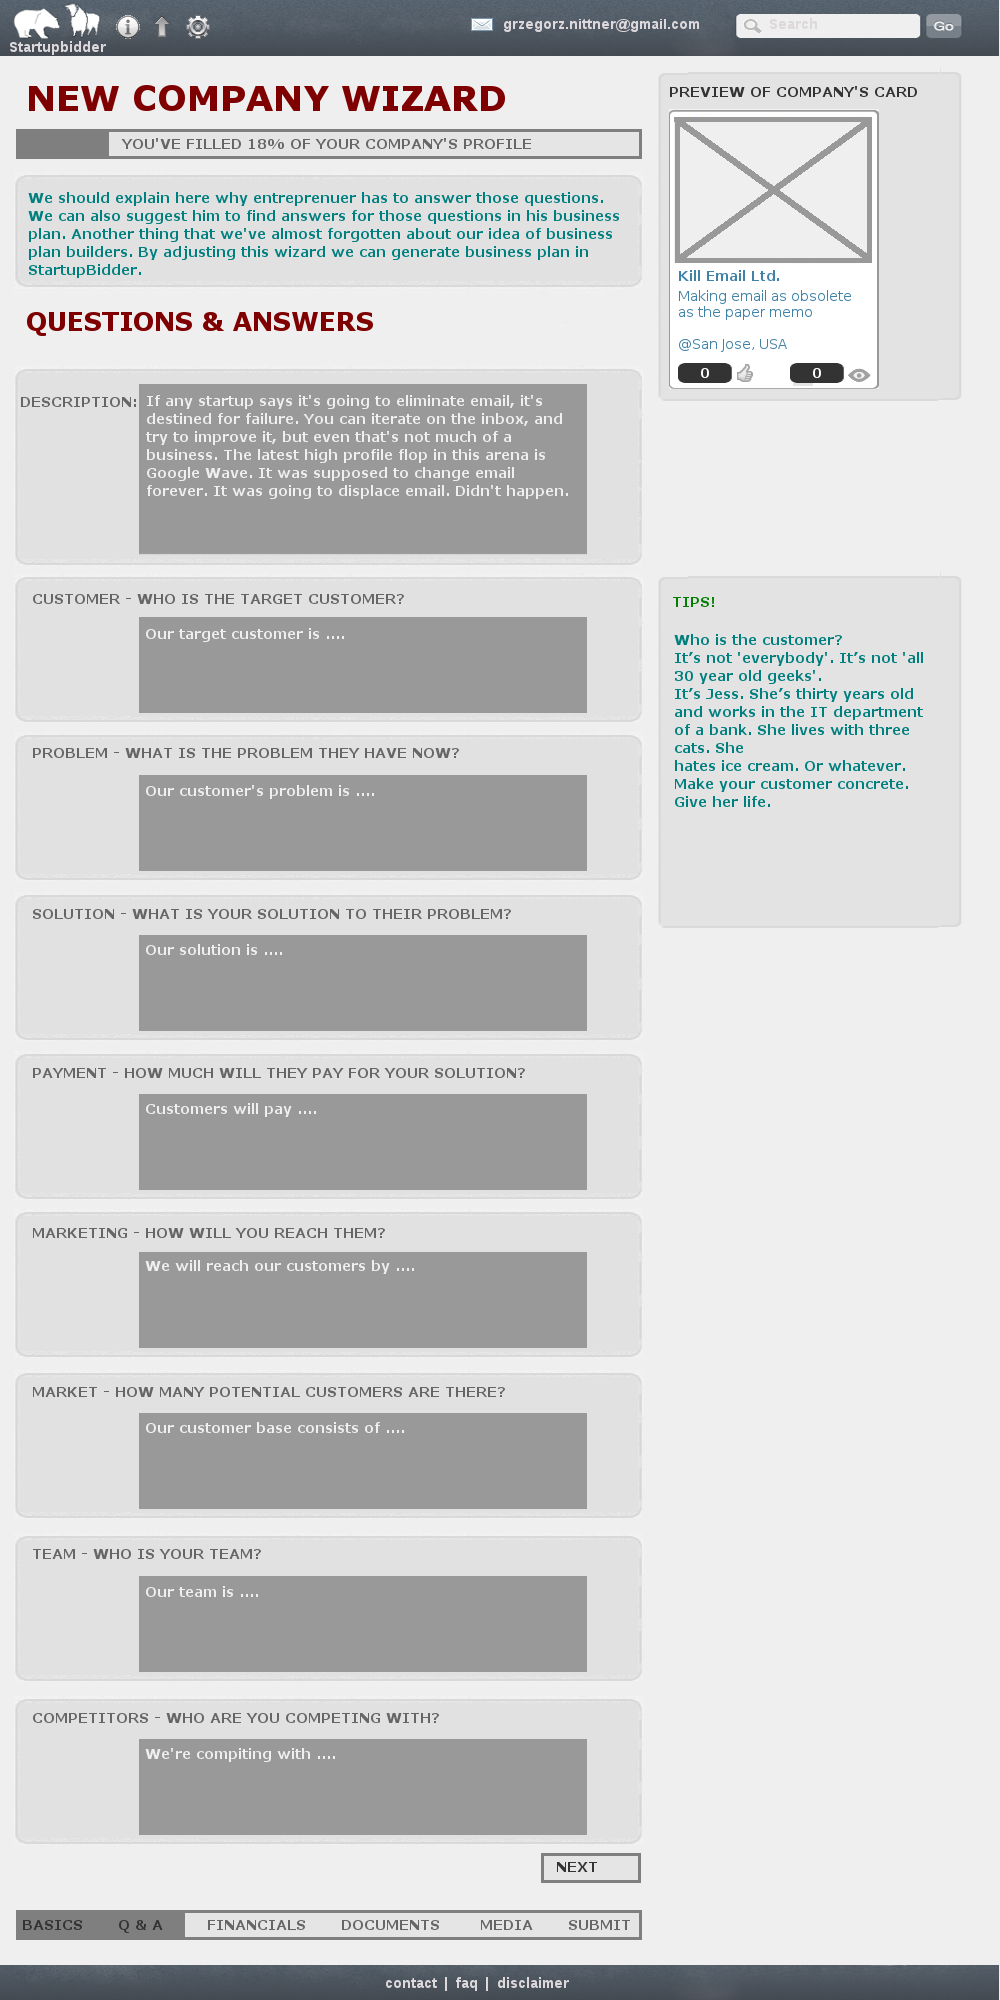 Startupbidder
grzegorz.nittner@gmail.com
Search
Go
NEW COMPANY WIZARD
YOU'VE FILLED 18% OF YOUR COMPANY'S PROFILE
We should explain here why entreprenuer has to answer those questions.
We can also suggest him to find answers for those questions in his business
plan. Another thing that we've almost forgotten about our idea of business
plan builders. By adjusting this wizard we can generate business plan in
StartupBidder.
PREVIEW OF COMPANY'S CARD
Kill Email Ltd.
Making email as obsolete
as the paper memo
@San Jose, USA
0
0
QUESTIONS & ANSWERS
DESCRIPTION:
If any startup says it's going to eliminate email, it's
destined for failure. You can iterate on the inbox, and
try to improve it, but even that's not much of a
business. The latest high profile flop in this arena is
Google Wave. It was supposed to change email
forever. It was going to displace email. Didn't happen.
CUSTOMER - WHO IS THE TARGET CUSTOMER?
Our target customer is ....
TIPS!
Who is the customer?
It’s not 'everybody'. It’s not 'all
30 year old geeks'.
It’s Jess. She’s thirty years old
and works in the IT department
of a bank. She lives with three
cats. She
hates ice cream. Or whatever.
Make your customer concrete.
Give her life.
PROBLEM - WHAT IS THE PROBLEM THEY HAVE NOW?
Our customer's problem is ....
SOLUTION - WHAT IS YOUR SOLUTION TO THEIR PROBLEM?
Our solution is ....
PAYMENT - HOW MUCH WILL THEY PAY FOR YOUR SOLUTION?
Customers will pay ....
MARKETING - HOW WILL YOU REACH THEM?
We will reach our customers by ....
MARKET - HOW MANY POTENTIAL CUSTOMERS ARE THERE?
Our customer base consists of ....
TEAM - WHO IS YOUR TEAM?
Our team is ....
COMPETITORS - WHO ARE YOU COMPETING WITH?
We're compiting with ....
NEXT
BASICS Q & A FINANCIALS DOCUMENTS MEDIA SUBMIT
contact | faq | disclaimer